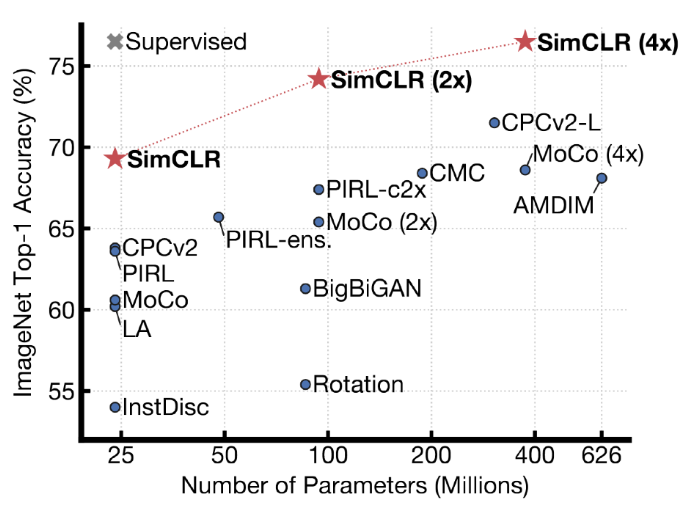 Supervised
SimCLR (4x)
75
SimCLR (2x)
CPCv2-L
70
SimCLR
MoCo (4x)
CMC
PIRL-c2x
AMDIM
65
MoCo (2x)
PIRL-ens.
CPCv2
PIRL
BigBiGAN
60
MoCo
LA
55
Rotation
InstDisc
25 50 100 200 400 626
Number of Parameters (Millions)
ImageNet Top-1 Accuracy (%)